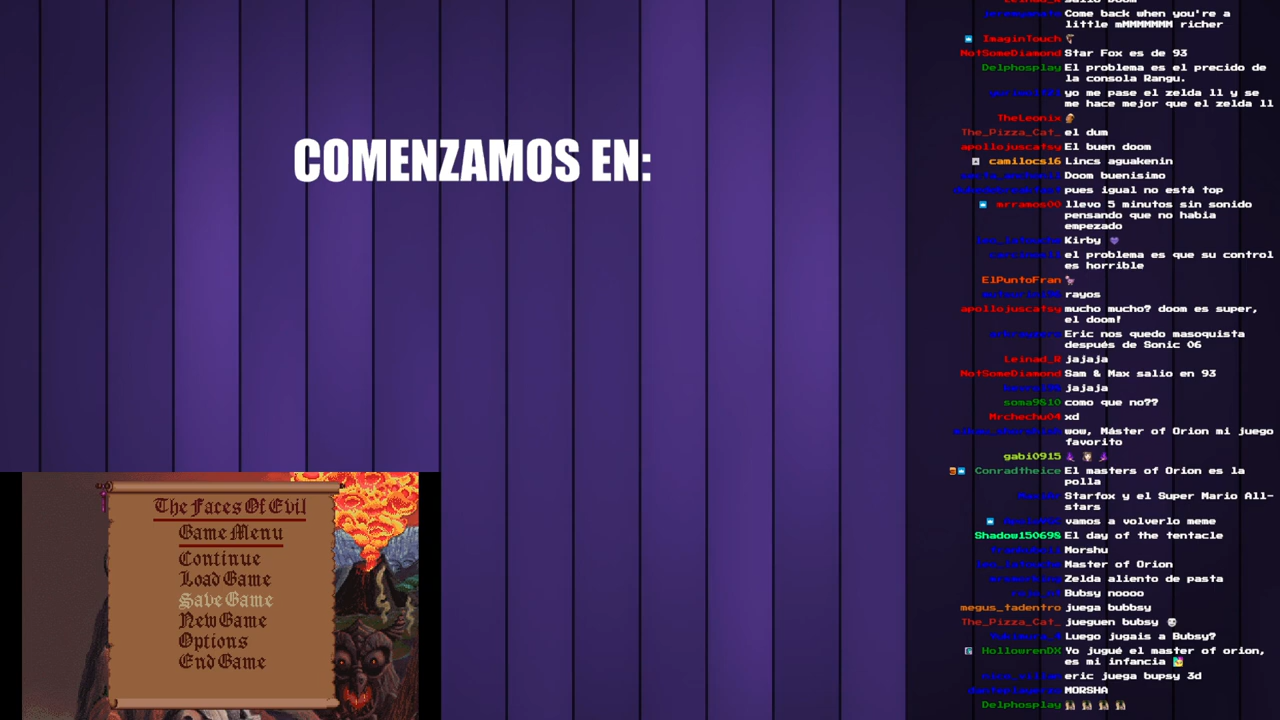 COMENZAMOS EN:
The Faces Of Evil
Game Menu
Continue
Load Game
Save Game
New Game
Options
End Game
Come back when you're a
little mMMMMMMM richer
ImaginTouch
NotSomeDiamond Star Fox es de 93
Delphosplay El problema es el precido de
la consola Rangu.
yo me pase el zelda ll y se
me hace mejor que el zelda ll
TheLeonix
The_Pizza_Cat_ el dum
apollojuscatsy El buen doom
camilocs16 Lincs aguakenin
Doom buenisimo
pues igual no está top
mrramos00 llevo 5 minutos sin sonido
pensando que no habia
empezado
Kirby
el problema es que su control
es horrible
ElPuntoFran
rayos
apollojuscatsy mucho mucho? doom es super,
el doom!
Eric nos quedo masoquista
después de Sonic 06
Leinad_R jajaja
NotSomeDiamond Sam & Max salio en 93
jajaja
soma9810 como que no??
Mrchechu04 xd
wow, Máster of Orion mi juego
favorito
gabi0915
Conradtheice El masters of Orion es la
polla
Starfox y el Super Mario All-
stars
vamos a volverlo meme
Shadow150698 El day of the tentacle
Morshu
Master of Orion
Zelda aliento de pasta
Bubsy noooo
megus_tadentro juega bubbsy
The_Pizza_Cat_ jueguen bubsy
Luego jugais a Bubsy?
HollowrenDX Yo jugué el master of orion,
es mi infancia
eric juega bupsy 3d
MORSHA
Delphosplay